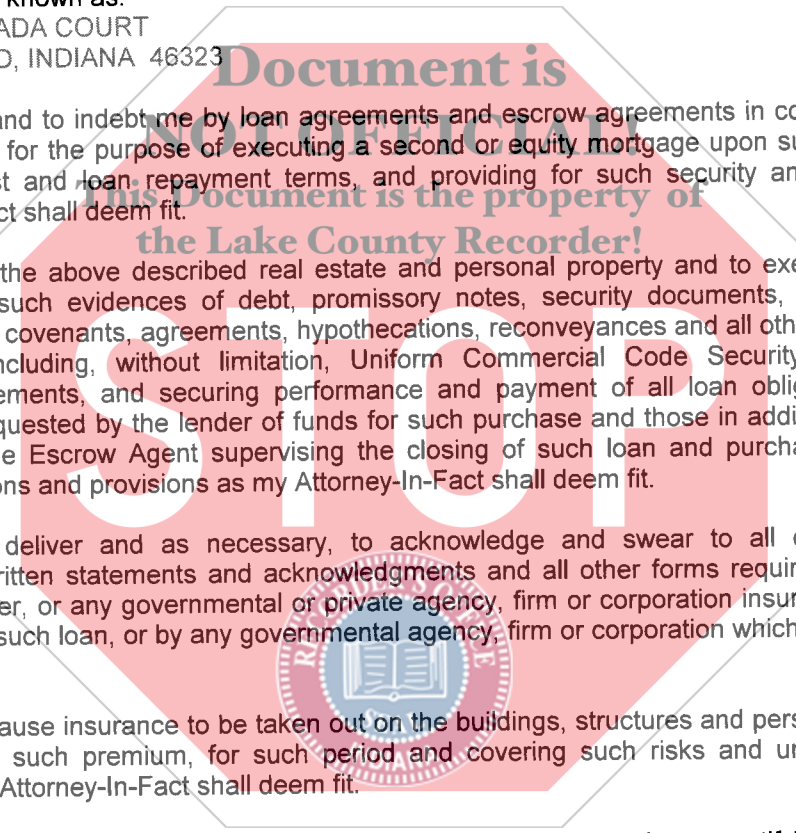 known as:
ADA COURT
O, INDIANA 46323
Document is
and to indebt me by loan agreements and escrow agreements in co
NOT OFFICIAL!
for the purpose of executing a second or equity mortgage upon su
st and loan repayment terms, and providing for such security an
This Document is the property of
ct shall deem fit.
the Lake County Recorder!
the above described real estate and personal property and to exe
such evidences of debt, promissory notes, security documents,
covenants, agreements, hypothecations, reconveyances and all oth
ncluding, without limitation, Uniform Commercial Code Security
ements, and securing performance and payment of all loan oblig
quested by the lender of funds for such purchase and those in addi
e Escrow Agent supervising the closing of such loan and purcha
ons and provisions as my Attorney-In-Fact shall deem fit.
STOP
deliver and as necessary, to acknowledge and swear to all
ritten statements and acknowledgments and all other forms requir
er, or any governmental or private agency, firm or corporation insur
such loan, or by any governmental agency, firm or corporation which
RECORDER'S OFFICE
SEAL
INDIANA
ause insurance to be taken out on the buildings, structures and pers
such premium, for such period and covering such risks and un
Attorney-In-Fact shall deem fit.